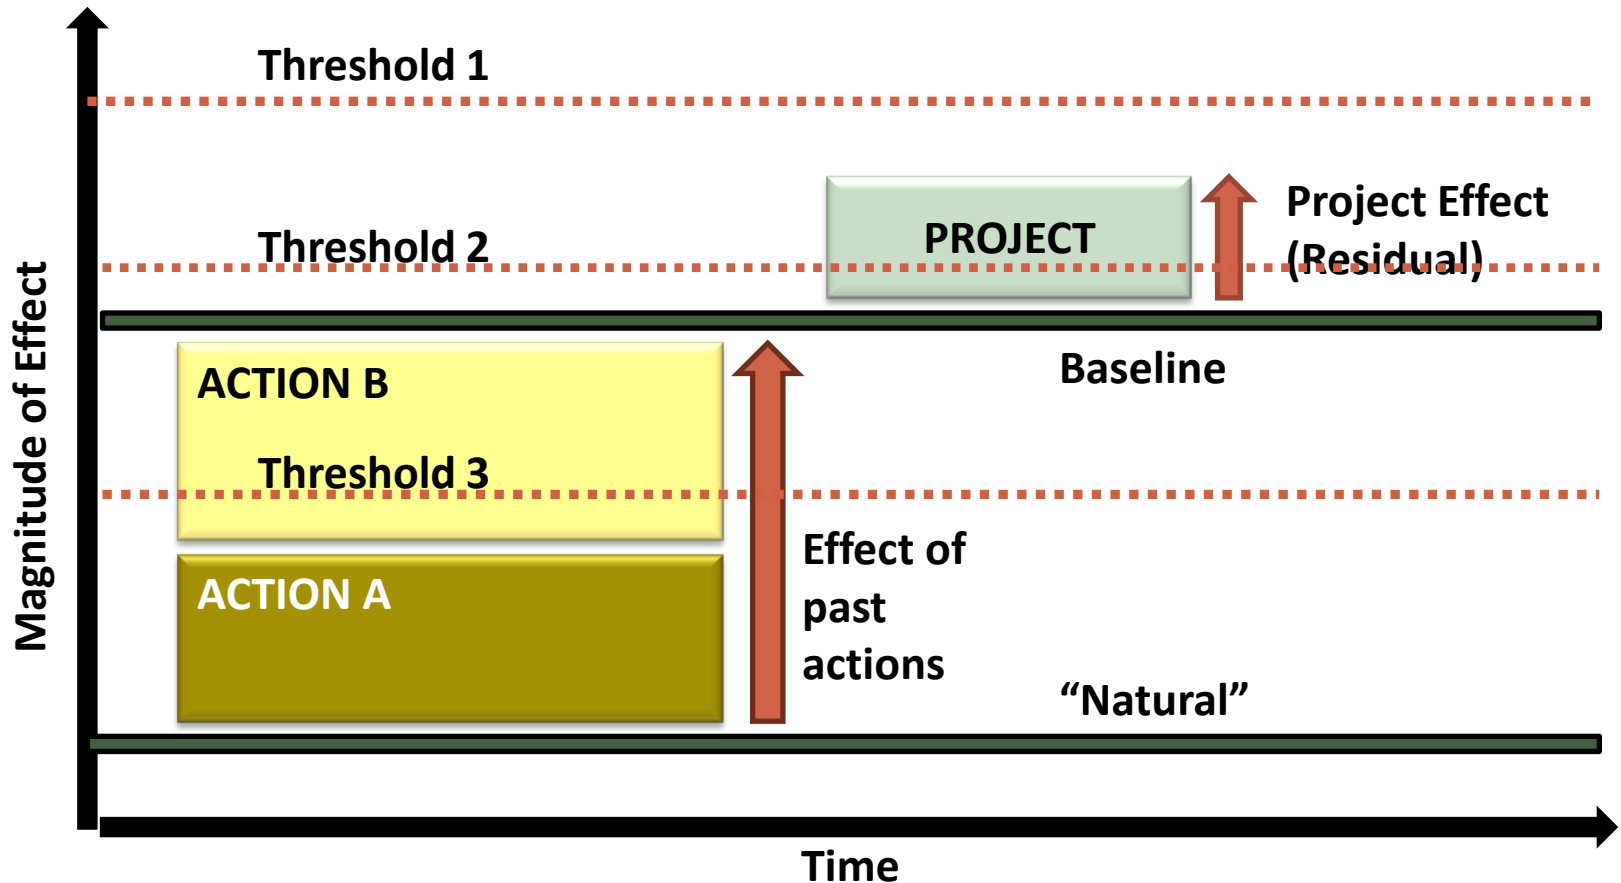 Threshold 1
PROJECT
Project Effect
(Residual)
Threshold 2
Magnitude of Effect
Baseline
ACTION B
Threshold 3
Effect of
past
actions
ACTION A
“Natural”
Time